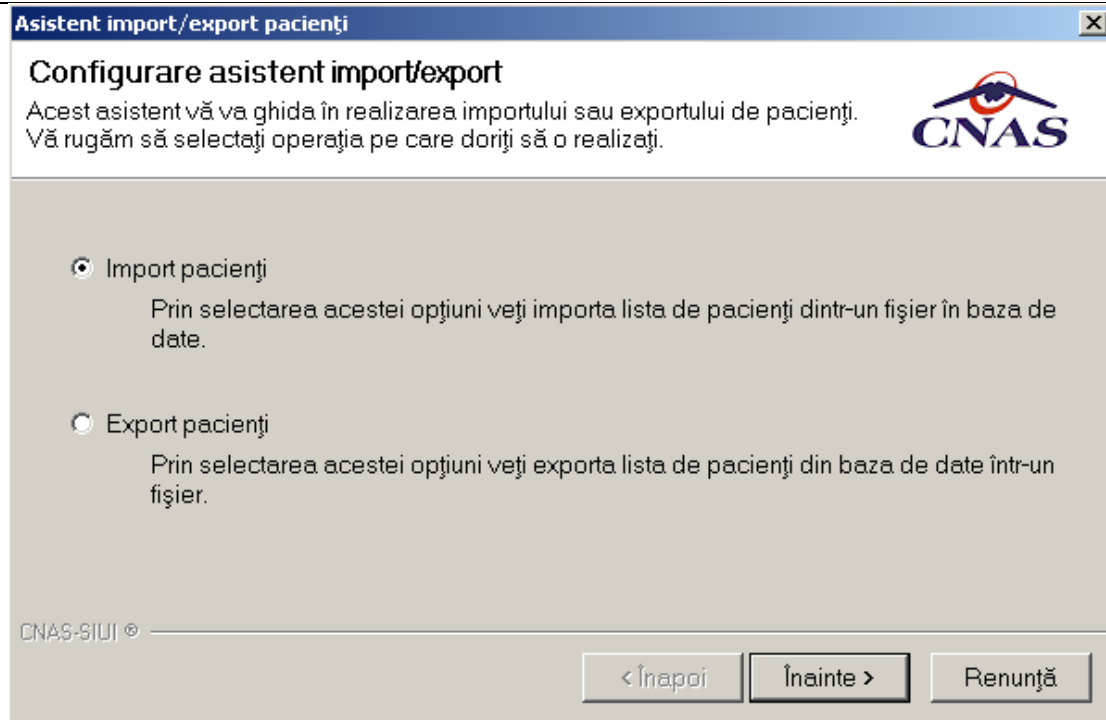 Asistent import/export pacienţi
Configurare asistent import/export
Acest asistent vă va ghida în realizarea importului sau exportului de pacienţi.
Vă rugăm să selectaţi operaţia pe care doriţi să o realizaţi.
CNAS
Import pacienţi
Prin selectarea acestei opţiuni veţi importa lista de pacienţi dintr-un fişier în baza de
date.
Export pacienţi
Prin selectarea acestei opţiuni veţi exporta lista de pacienţi din baza de date într-un
fişier.
CNAS-SIUI ®
< Înapoi
Înainte >
Renunţă